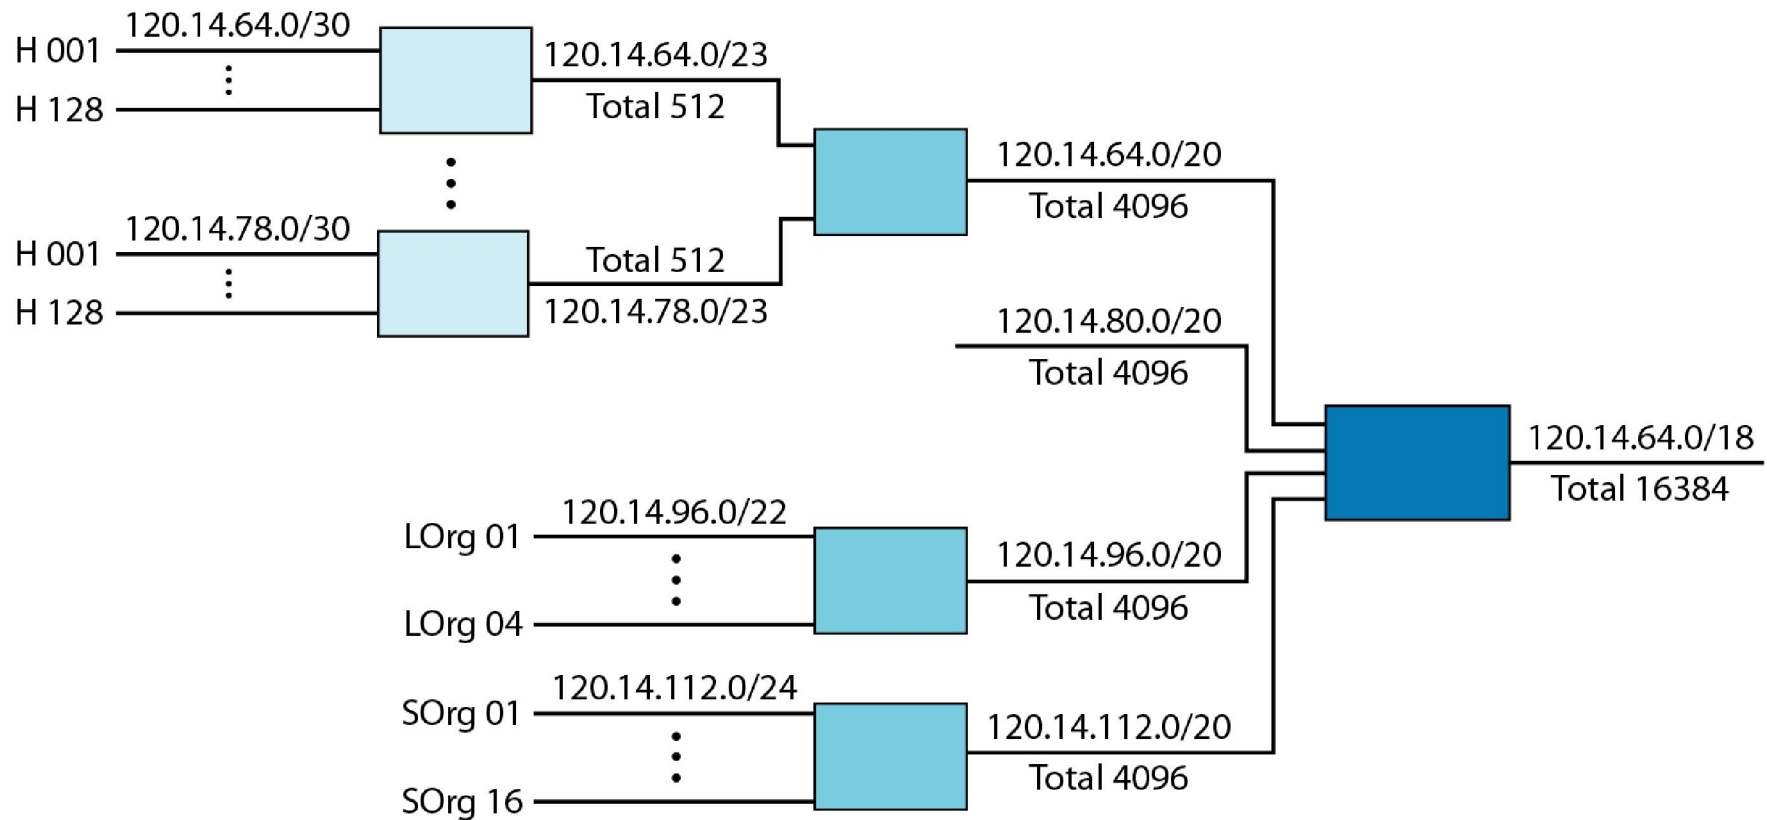 120.14.64.0/30
H 001
H 128
120.14.64.0/23
Total 512
120.14.78.0/30
H 001
H 128
Total 512
120.14.78.0/23
120.14.64.0/20
Total 4096
120.14.80.0/20
Total 4096
120.14.64.0/18
Total 16384
120.14.96.0/22
LOrg 01
LOrg 04
120.14.96.0/20
Total 4096
120.14.112.0/24
SOrg 01
SOrg 16
120.14.112.0/20
Total 4096